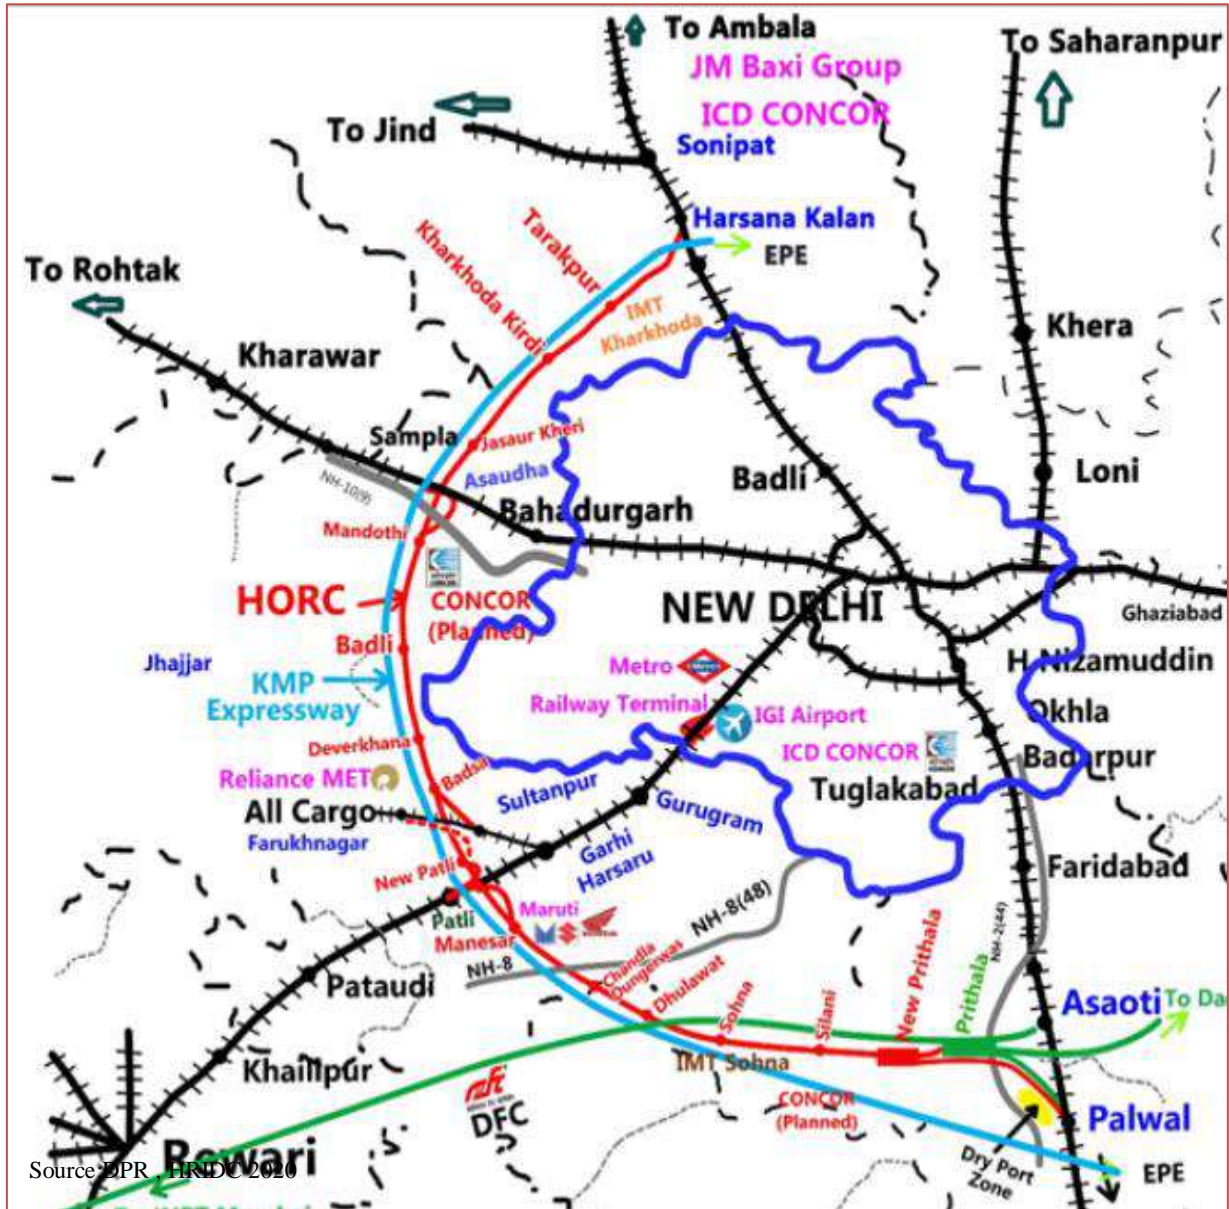 To Ambala
To Saharanpur
JM Baxi Group
ICD CONCOR
To Jind
Sonipat
Harsana Kalan
EPE
Tarakpur
Kharkhoda Kirdi
To Rohtak
IMT
Kharkhoda
Khera
Kharawar
Sampla
Jasaur Kheri
Asaudha
NH-10(9)
Badli
Loni
Bahadurgarh
Mandothi
HORC
CONCOR
(Planned)
NEW DELHI
Ghaziabad
Badli
Jhajjar
KMP
Expressway
Metro
H.Nizamuddin
Railway Terminal
IGI Airport
Okhla
Deverkhana
ICD CONCOR
Badarpur
Reliance MET
Badsa
Sultanpur
Tuglakabad
All Cargo
Gurugram
Farukhnagar
Garhi
Harsaru
Faridabad
New Patli
Patli
Maruti
Manesar
NH-8(48)
NH-8
NH-2(44)
Chandla
Dungerwas
Dhulawat
Sohna
Silani
New Prithala
Prithala
Pataudi
Asaoti
To Da
Khalilpur
IMT Sohna
DFC
CONCOR
(Planned)
Palwal
Dry Port
Zone
EPE
Rewari
Source:DPR , HRIDC 2020